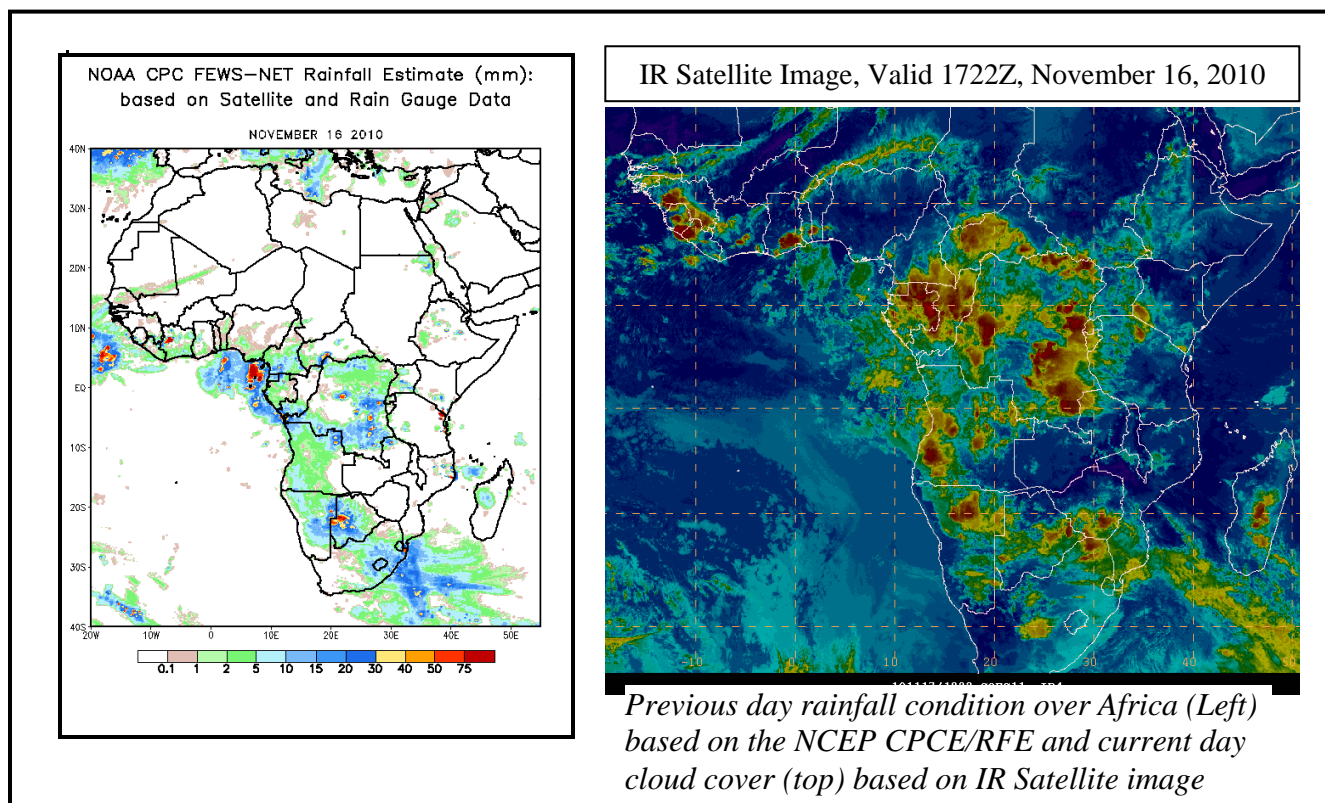 NOAA CPC FEWS-NET Rainfall Estimate (mm):
based on Satellite and Rain Gauge Data
NOVEMBER 16 2010
40N
30N
20N
10N
EQ
10S
20S
30S
40S
20W 10W 0 10E 20E 30E 40E 50E
0.1 1 2 5 10 15 20 30 40 50 75
IR Satellite Image, Valid 1722Z, November 16, 2010
-10 0 10 20 30 40 50
Previous day rainfall condition over Africa (Left)
based on the NCEP CPCE/RFE and current day
cloud cover (top) based on IR Satellite image